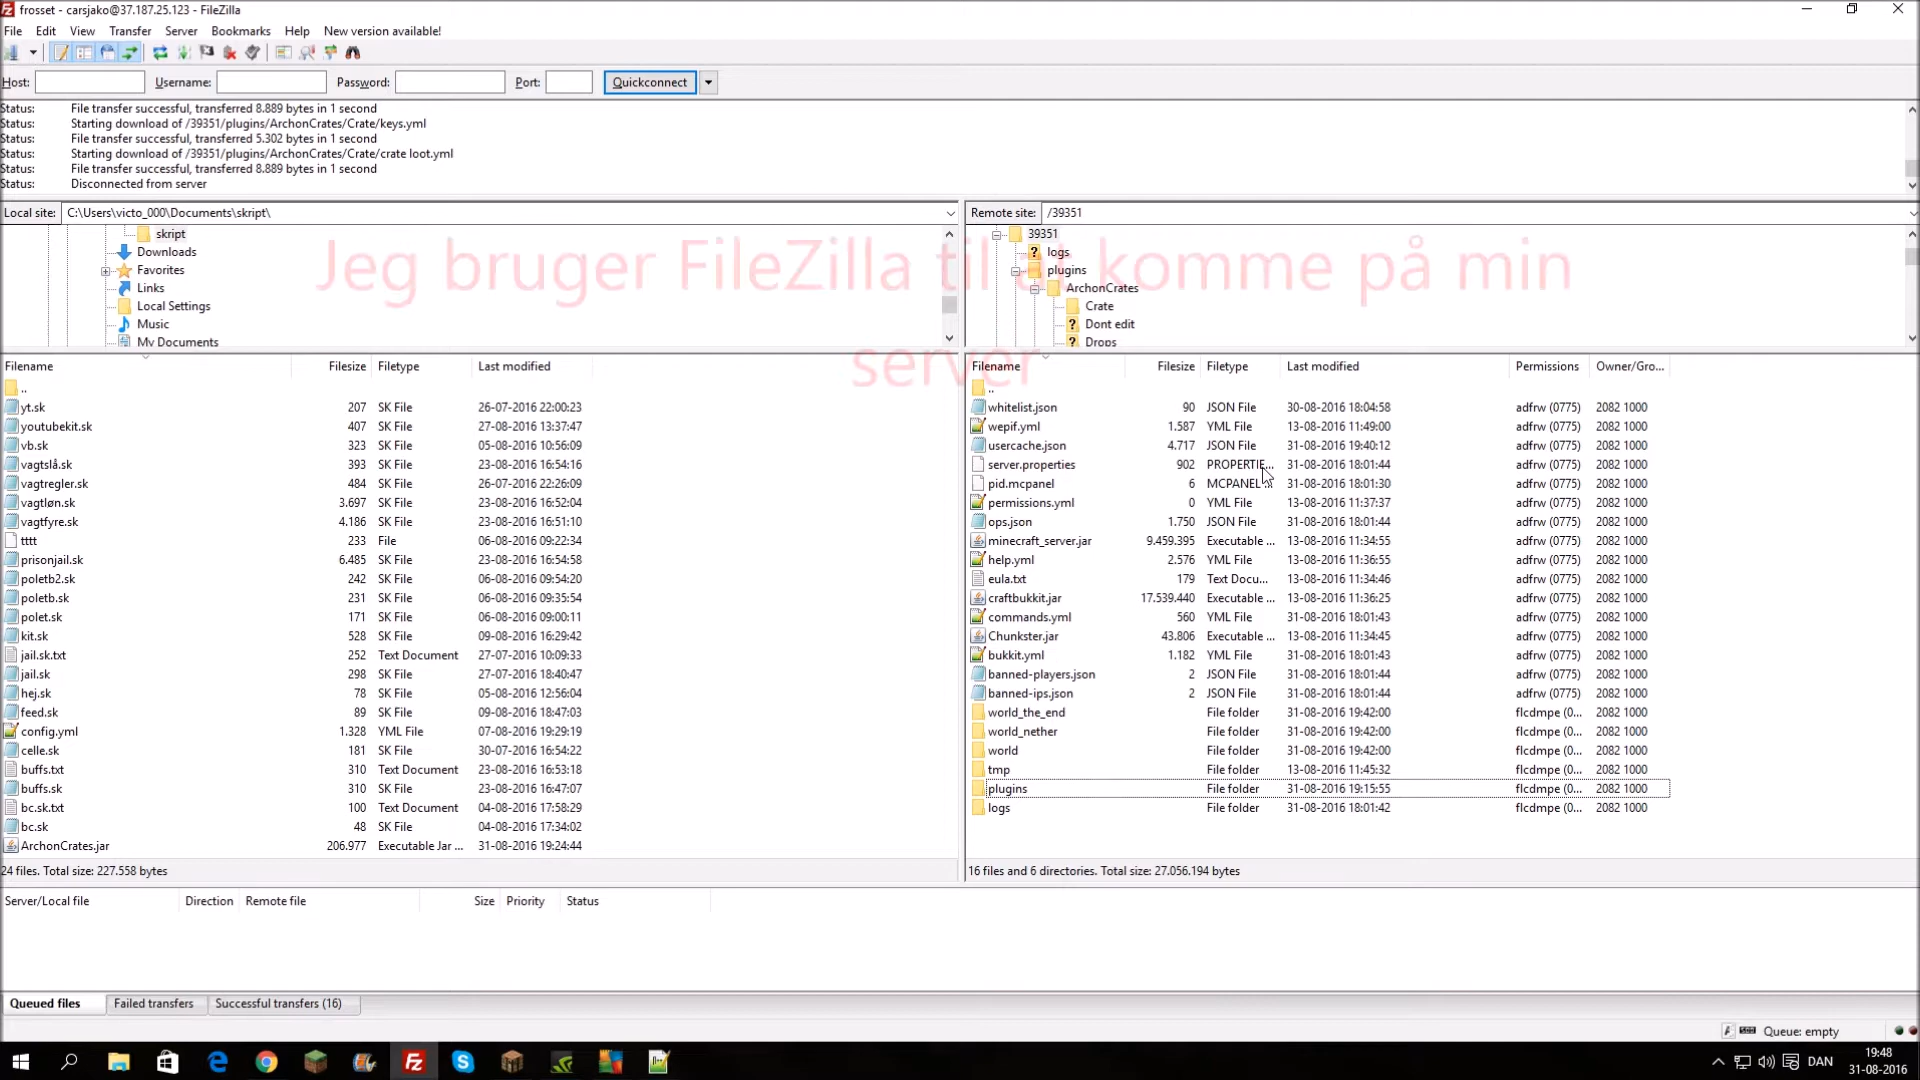 frosset - carsjako@37.187.25.123 - FileZilla
File Edit View Transfer Server Bookmarks Help New version available!
Host: Username: Password: Port: Quickconnect
Status: File transfer successful, transferred 8.889 bytes in 1 second
Status: Starting download of /39351/plugins/ArchonCrates/Crate/keys.yml
Status: File transfer successful, transferred 5.302 bytes in 1 second
Status: Starting download of /39351/plugins/ArchonCrates/Crate/crate loot.yml
Status: File transfer successful, transferred 8.889 bytes in 1 second
Status: Disconnected from server
Local site: C:\Users\victo_000\Documents\skript\
skript
Downloads
Favorites
Links
Local Settings
Music
My Documents
Remote site: /39351
39351
logs
plugins
ArchonCrates
Crate
Dont edit
Drops
Jeg bruger FileZilla til at komme på min
server
Filename Filesize Filetype Last modified
..
yt.sk 207 SK File 26-07-2016 22:00:23
youtubekit.sk 407 SK File 27-08-2016 13:37:47
vb.sk 323 SK File 05-08-2016 10:56:09
vagtslå.sk 393 SK File 23-08-2016 16:54:16
vagtregler.sk 484 SK File 26-07-2016 22:26:09
vagtløn.sk 3.697 SK File 23-08-2016 16:52:04
vagtfyre.sk 4.186 SK File 23-08-2016 16:51:10
tttt 233 File 06-08-2016 09:22:34
prisonjail.sk 6.485 SK File 23-08-2016 16:54:58
poletb2.sk 242 SK File 06-08-2016 09:54:20
poletb.sk 231 SK File 06-08-2016 09:35:54
polet.sk 171 SK File 06-08-2016 09:00:11
kit.sk 528 SK File 09-08-2016 16:29:42
jail.sk.txt 252 Text Document 27-07-2016 10:09:33
jail.sk 298 SK File 27-07-2016 18:40:47
hej.sk 78 SK File 05-08-2016 12:56:04
feed.sk 89 SK File 09-08-2016 18:47:03
config.yml 1.328 YML File 07-08-2016 19:29:19
celle.sk 181 SK File 30-07-2016 16:54:22
buffs.txt 310 Text Document 23-08-2016 16:53:18
buffs.sk 310 SK File 23-08-2016 16:47:07
bc.sk.txt 100 Text Document 04-08-2016 17:58:29
bc.sk 48 SK File 04-08-2016 17:34:02
ArchonCrates.jar 206.977 Executable Jar ... 31-08-2016 19:24:44
24 files. Total size: 227.558 bytes
Filename Filesize Filetype Last modified Permissions Owner/Gro...
..
whitelist.json 90 JSON File 30-08-2016 18:04:58 adfrw (0775) 2082 1000
wepif.yml 1.587 YML File 13-08-2016 11:49:00 adfrw (0775) 2082 1000
usercache.json 4.717 JSON File 31-08-2016 19:40:12 adfrw (0775) 2082 1000
server.properties 902 PROPERTIE... 31-08-2016 18:01:44 adfrw (0775) 2082 1000
pid.mcpanel 6 MCPANEL ... 31-08-2016 18:01:30 adfrw (0775) 2082 1000
permissions.yml 0 YML File 13-08-2016 11:37:37 adfrw (0775) 2082 1000
ops.json 1.750 JSON File 31-08-2016 18:01:44 adfrw (0775) 2082 1000
minecraft_server.jar 9.459.395 Executable ... 13-08-2016 11:34:55 adfrw (0775) 2082 1000
help.yml 2.576 YML File 13-08-2016 11:36:55 adfrw (0775) 2082 1000
eula.txt 179 Text Docu... 13-08-2016 11:34:46 adfrw (0775) 2082 1000
craftbukkit.jar 17.539.440 Executable ... 13-08-2016 11:36:25 adfrw (0775) 2082 1000
commands.yml 560 YML File 31-08-2016 18:01:43 adfrw (0775) 2082 1000
Chunkster.jar 43.806 Executable ... 13-08-2016 11:34:45 adfrw (0775) 2082 1000
bukkit.yml 1.182 YML File 31-08-2016 18:01:43 adfrw (0775) 2082 1000
banned-players.json 2 JSON File 31-08-2016 18:01:44 adfrw (0775) 2082 1000
banned-ips.json 2 JSON File 31-08-2016 18:01:44 adfrw (0775) 2082 1000
world_the_end File folder 31-08-2016 19:42:00 flcdmpe (0... 2082 1000
world_nether File folder 31-08-2016 19:42:00 flcdmpe (0... 2082 1000
world File folder 31-08-2016 19:42:00 flcdmpe (0... 2082 1000
tmp File folder 13-08-2016 11:45:32 flcdmpe (0... 2082 1000
plugins File folder 31-08-2016 19:15:55 flcdmpe (0... 2082 1000
logs File folder 31-08-2016 18:01:42 flcdmpe (0... 2082 1000
16 files and 6 directories. Total size: 27.056.194 bytes
Server/Local file Direction Remote file Size Priority Status
Queued files Failed transfers Successful transfers (16)
Queue: empty
DAN
19:48
31-08-2016